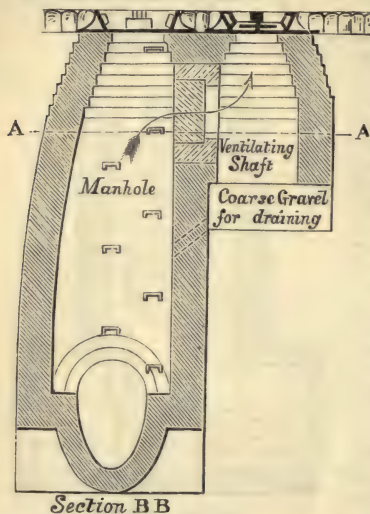 A
A
Ventilating
Shaft
Manhole
Coarse Gravel
for draining
Section BB